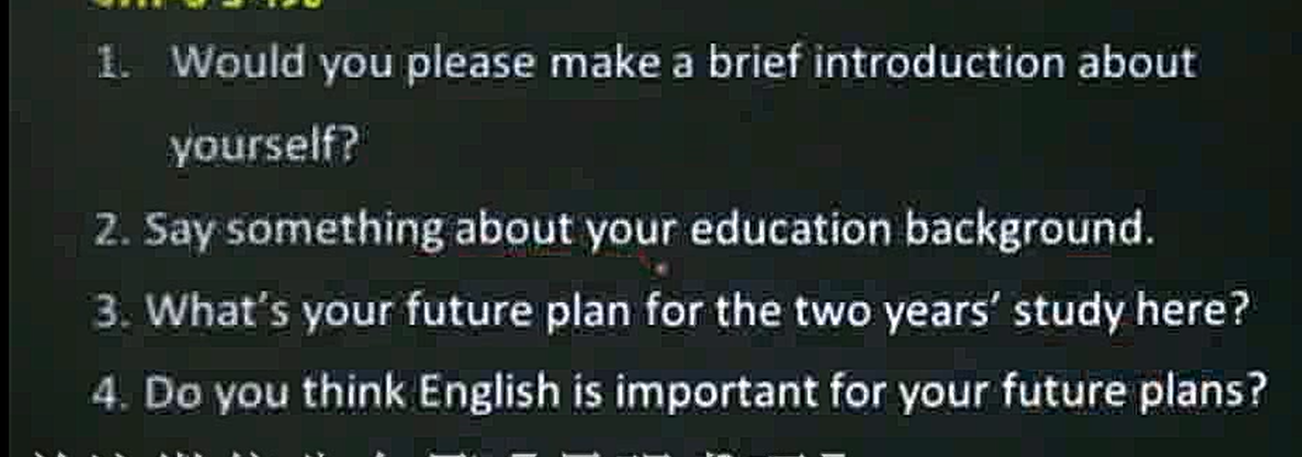 1. Would you please make a brief introduction about
yourself?
2. Say something about your education background.
3. What's your future plan for the two years' study here?
4. Do you think English is important for your future plans?